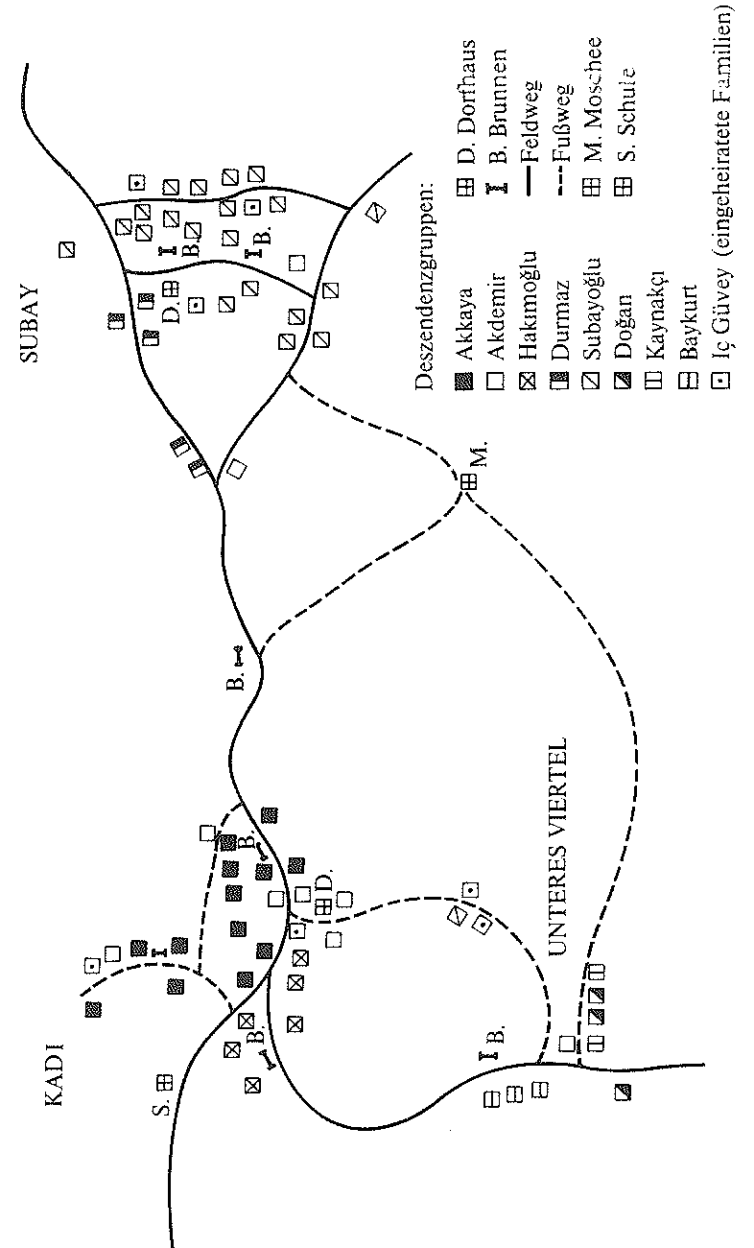 KADI
SUBAY
S.
D.
B.
B.
B.
B.
B.
D.
M.
B.
UNTERES VIERTEL
Deszendenzgruppen:
Akkaya
Akdemir
Hakımoğlu
Durmaz
Subayoğlu
Doğan
Kaynakçı
Baykurt
Iç Güvey (eingeheiratete Familien)
D. Dorfhaus
B. Brunnen
Feldweg
Fußweg
M. Moschee
S. Schule